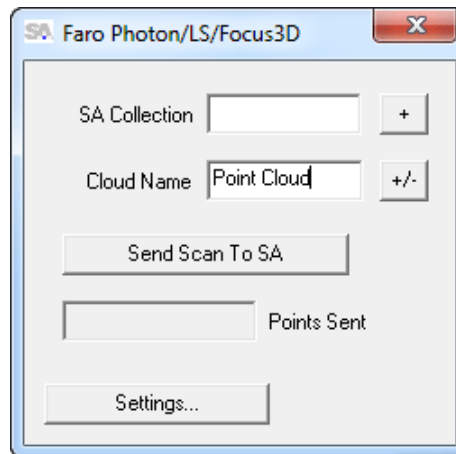 SA Faro Photon/LS/Focus3D X
SA Collection +
Cloud Name Point Cloud +/-
Send Scan To SA
Points Sent
Settings...